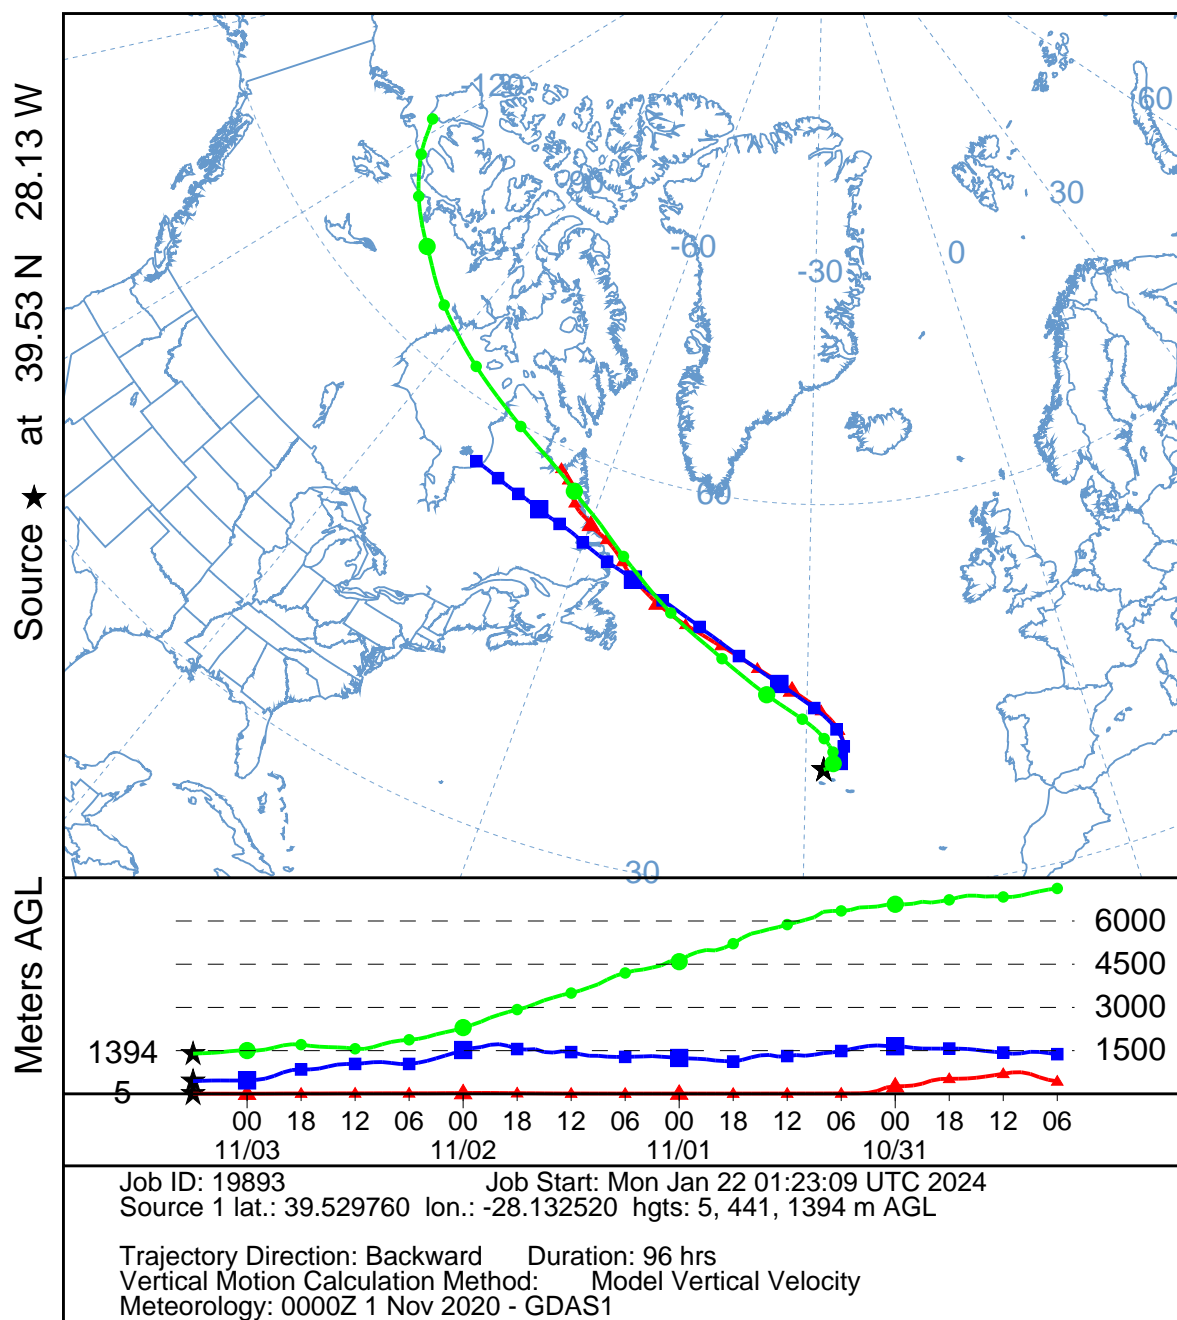 Source ★ at 39.53 N 28.13 W
-120
60
-90
30
-60
0
-30
60
30
Meters AGL
6000
4500
3000
1394
1500
5
00 18 12 06 00 18 12 06 00 18 12 06 00 18 12 06
11/03 11/02 11/01 10/31
Job ID: 19893 Job Start: Mon Jan 22 01:23:09 UTC 2024
Source 1 lat.: 39.529760 lon.: -28.132520 hgts: 5, 441, 1394 m AGL
Trajectory Direction: Backward Duration: 96 hrs
Vertical Motion Calculation Method: Model Vertical Velocity
Meteorology: 0000Z 1 Nov 2020 - GDAS1